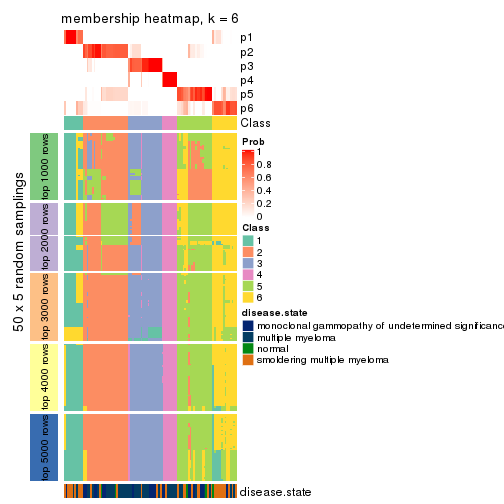 membership heatmap, k = 6
p1
p2
p3
p4
p5
p6
Class
Prob
1
0.8
0.6
0.4
0.2
0
Class
1
2
3
4
5
6
disease.state
monoclonal gammopathy of undetermined significance
multiple myeloma
normal
smoldering multiple myeloma
50 x 5 random samplings
top 1000 rows
top 2000 rows
top 3000 rows
top 4000 rows
top 5000 rows
disease.state